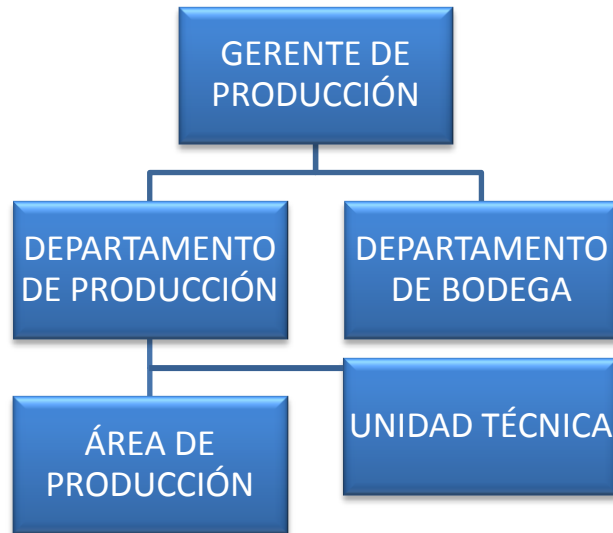 GERENTE DE
PRODUCCIÓN
DEPARTAMENTO
DE PRODUCCIÓN
DEPARTAMENTO
DE BODEGA
ÁREA DE
PRODUCCIÓN
UNIDAD TÉCNICA